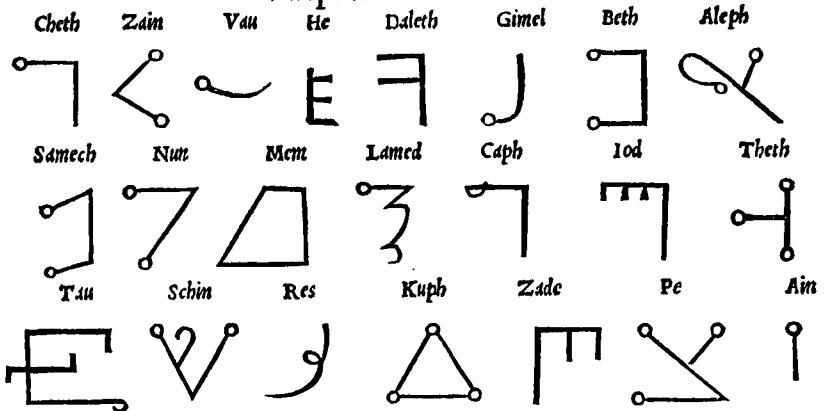 Cheth Zain Vau He Daleth Gimel Beth Aleph
Samech Nun Mem Lamed Caph Iod Theth
Tau Schin Res Kuph Zade Pe Ain